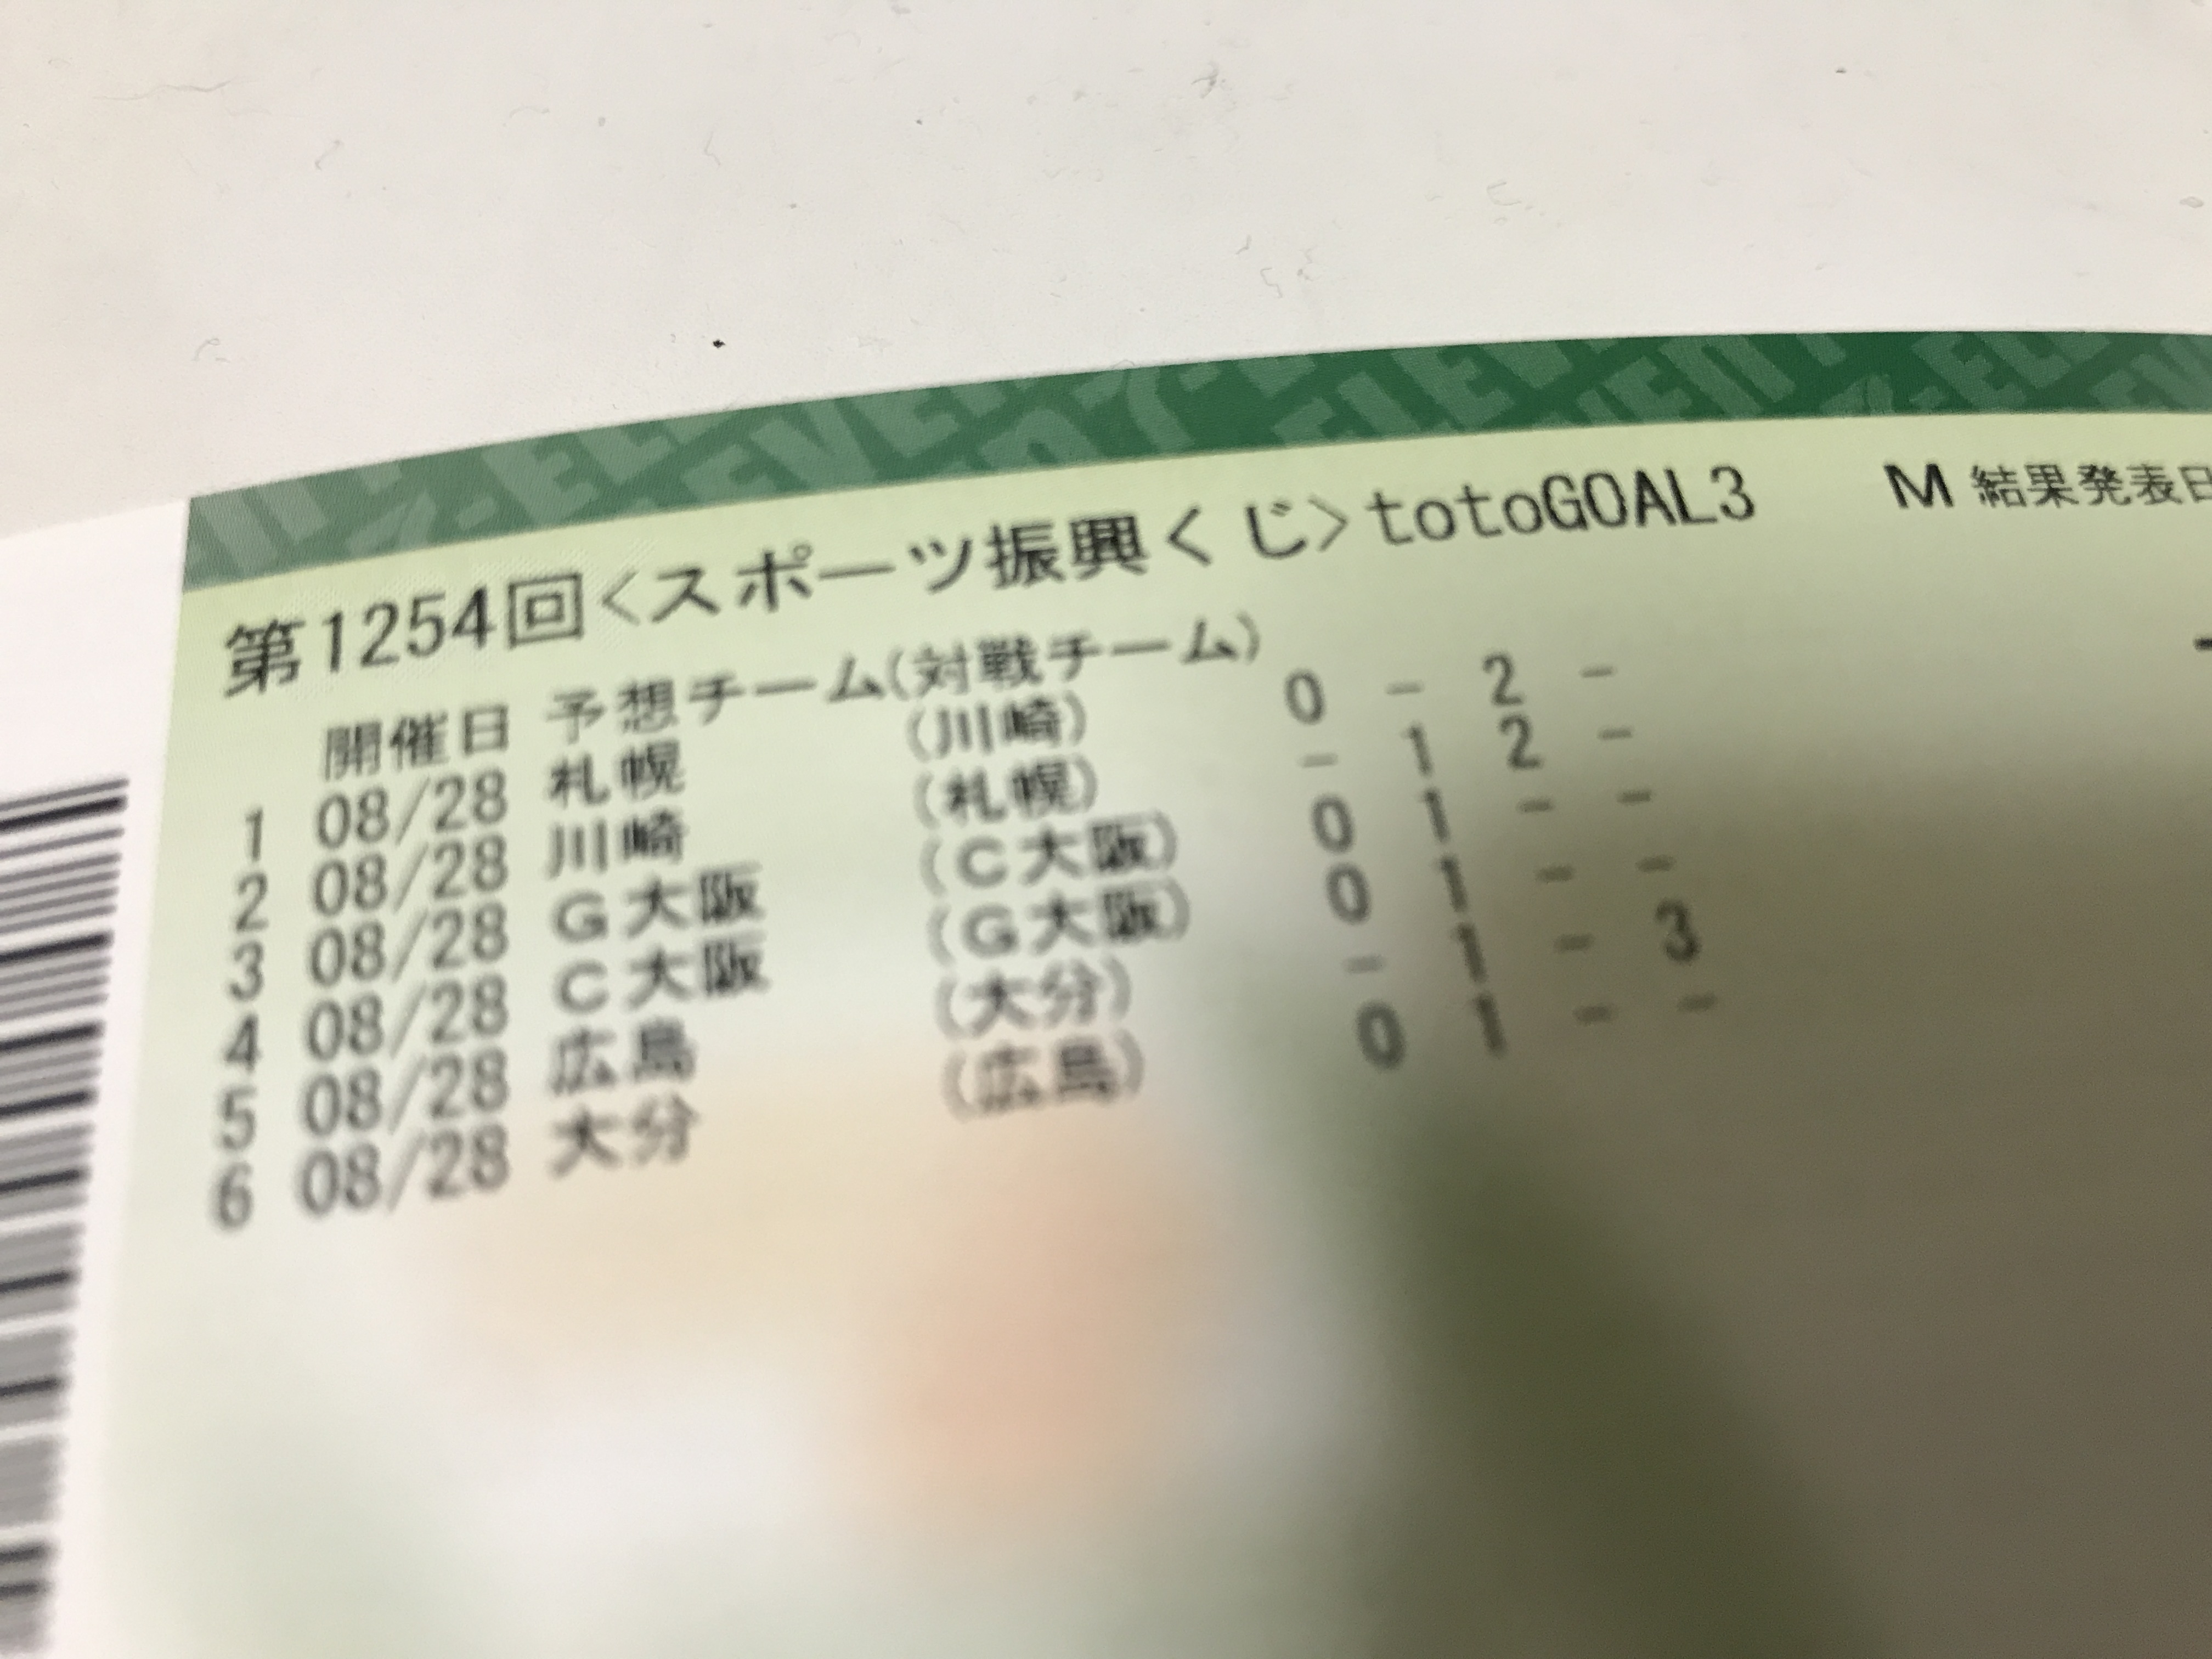 ELEVEN
第1254回<スポーツ振興くじ>totoGOAL3 M 結果発表日
開催日 予想チーム(対戦チーム)
1 08/28 札幌 (川崎) 0 - 2 -
2 08/28 川崎 (札幌) - 1 2 -
3 08/28 G大阪 (C大阪) 0 1 - -
4 08/28 C大阪 (G大阪) 0 1 - -
5 08/28 広島 (大分) - 1 - 3
6 08/28 大分 (広島) 0 1 - -